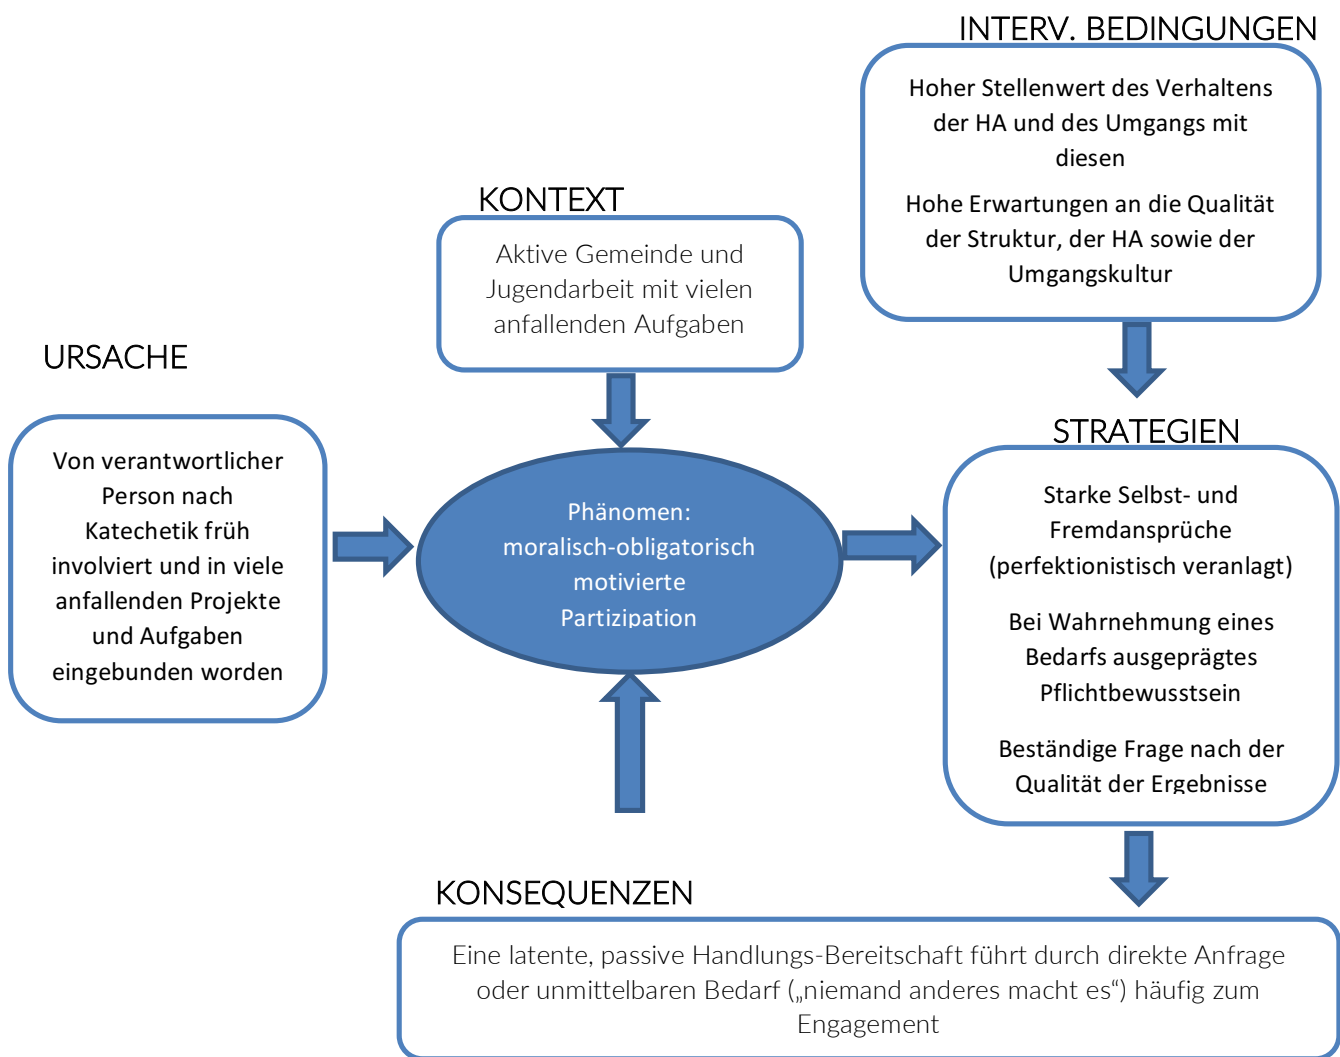 INTERV. BEDINGUNGEN
Hoher Stellenwert des Verhaltens
der HA und des Umgangs mit
diesen
Hohe Erwartungen an die Qualität
der Struktur, der HA sowie der
Umgangskultur
KONTEXT
Aktive Gemeinde und
Jugendarbeit mit vielen
anfallenden Aufgaben
URSACHE
Von verantwortlicher
Person nach
Katechetik früh
involviert und in viele
anfallenden Projekte
und Aufgaben
eingebunden worden
Phänomen:
moralisch-obligatorisch
motivierte
Partizipation
STRATEGIEN
Starke Selbst- und
Fremdansprüche
(perfektionistisch veranlagt)
Bei Wahrnehmung eines
Bedarfs ausgeprägtes
Pflichtbewusstsein
Beständige Frage nach der
Qualität der Ergebnisse
KONSEQUENZEN
Eine latente, passive Handlungs-Bereitschaft führt durch direkte Anfrage
oder unmittelbaren Bedarf („niemand anderes macht es“) häufig zum
Engagement